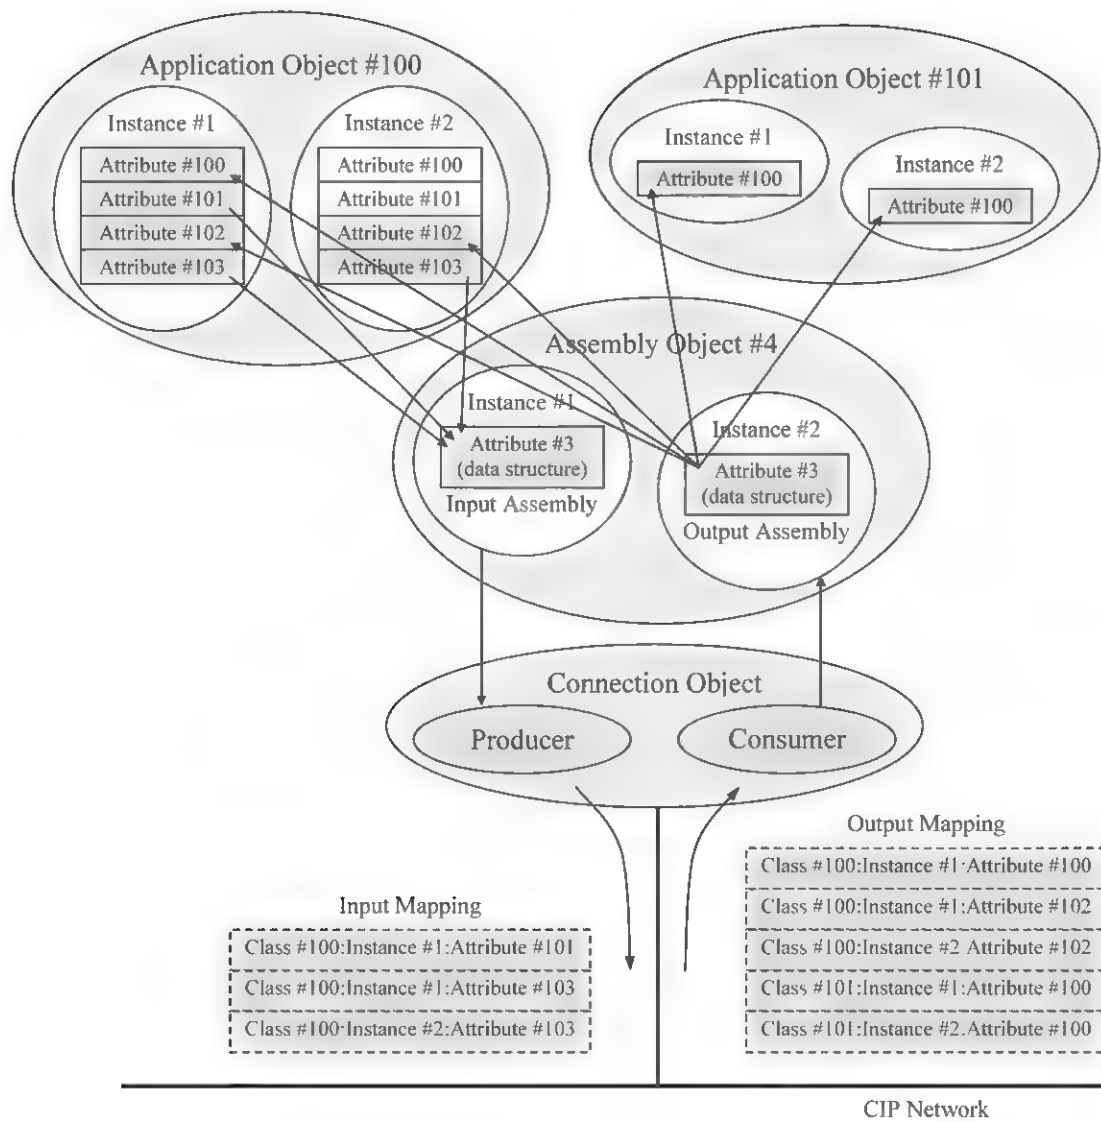 Application Object #100
Instance #1
Attribute #100
Attribute #101
Attribute #102
Attribute #103
Instance #2
Attribute #100
Attribute #101
Attribute #102
Attribute #103
Application Object #101
Instance #1
Attribute #100
Instance #2
Attribute #100
Assembly Object #4
Instance #1
Attribute #3
(data structure)
Input Assembly
Instance #2
Attribute #3
(data structure)
Output Assembly
Connection Object
Producer
Consumer
Input Mapping
Class #100:Instance #1:Attribute #101
Class #100:Instance #1:Attribute #103
Class #100:Instance #2:Attribute #103
Output Mapping
Class #100:Instance #1:Attribute #100
Class #100:Instance #1:Attribute #102
Class #100:Instance #2 Attribute #102
Class #101:Instance #1:Attribute #100
Class #101:Instance #2.Attribute #100
CIP Network